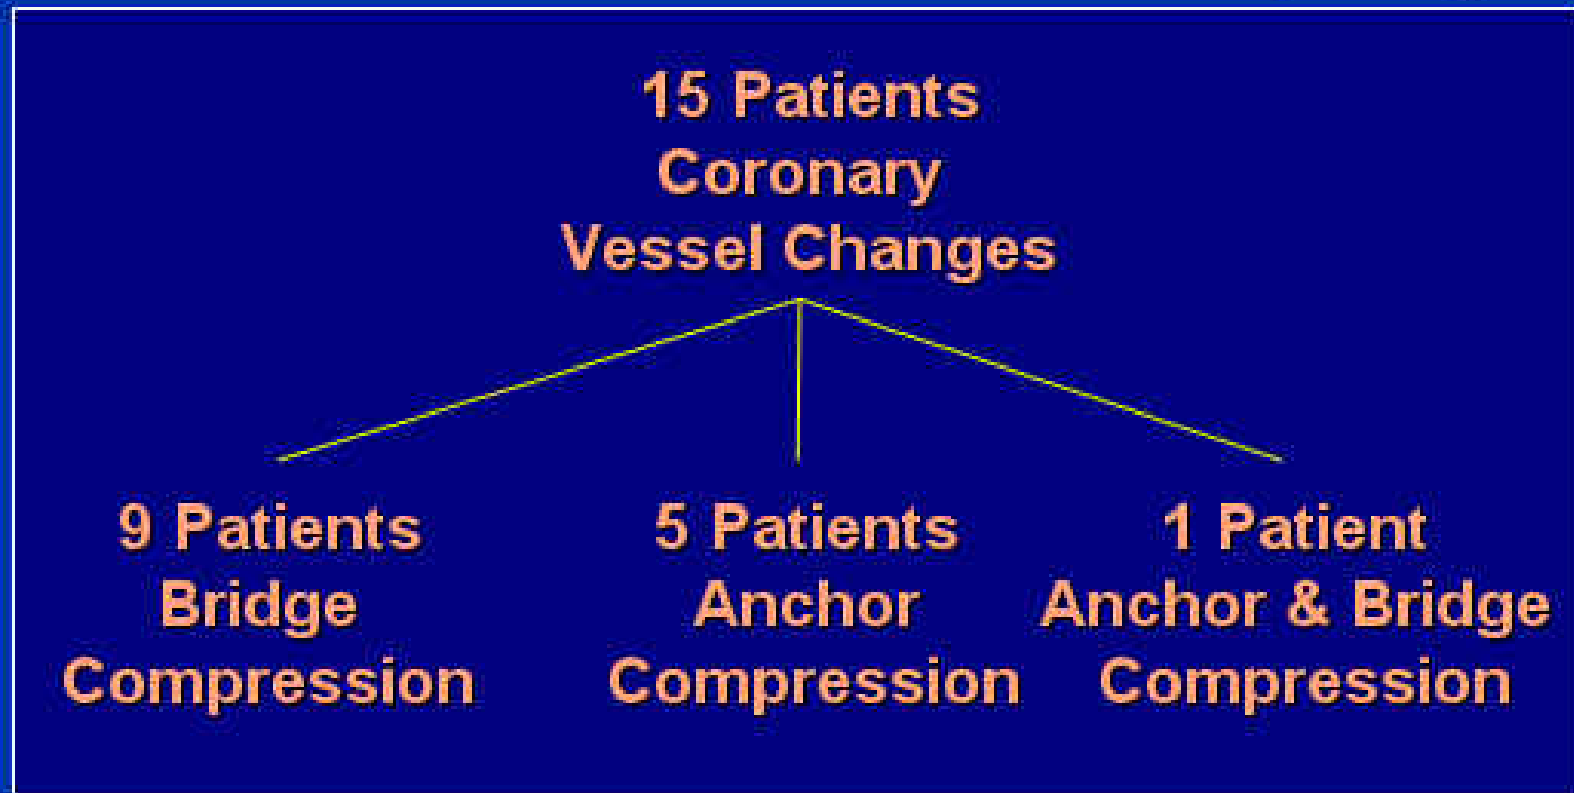 15 Patients
Coronary
Vessel Changes
9 Patients
Bridge
Compression
5 Patients
Anchor
Compression
1 Patient
Anchor & Bridge
Compression